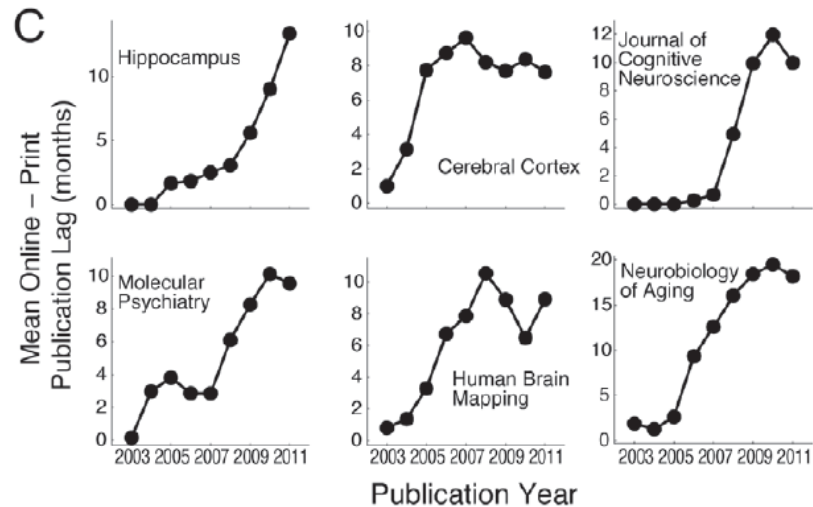 C
Mean Online – Print
Publication Lag (months)
Hippocampus
10
5
0
10
8
6
4
2
0
Cerebral Cortex
12
10
8
6
4
2
0
Journal of
Cognitive
Neuroscience
10
8
6
4
2
0
Molecular
Psychiatry
2003 2005 2007 2009 2011
10
8
6
4
2
0
Human Brain
Mapping
2003 2005 2007 2009 2011
20
15
10
5
0
Neurobiology
of Aging
2003 2005 2007 2009 2011
Publication Year